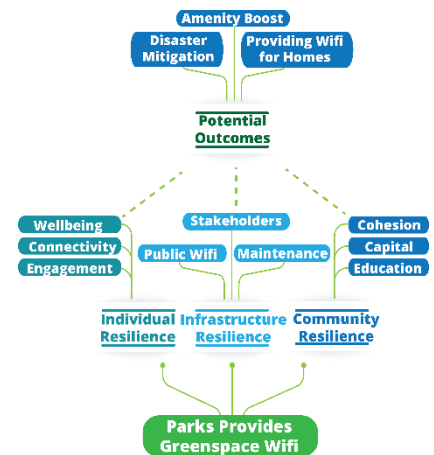 Amenity Boost
Disaster
Mitigation
Providing Wifi
for Homes
Potential
Outcomes
Wellbeing
Connectivity
Engagement
Stakeholders
Public Wifi
Maintenance
Cohesion
Capital
Education
Individual
Resilience
Infrastructure
Resilience
Community
Resilience
Parks Provides
Greenspace Wifi